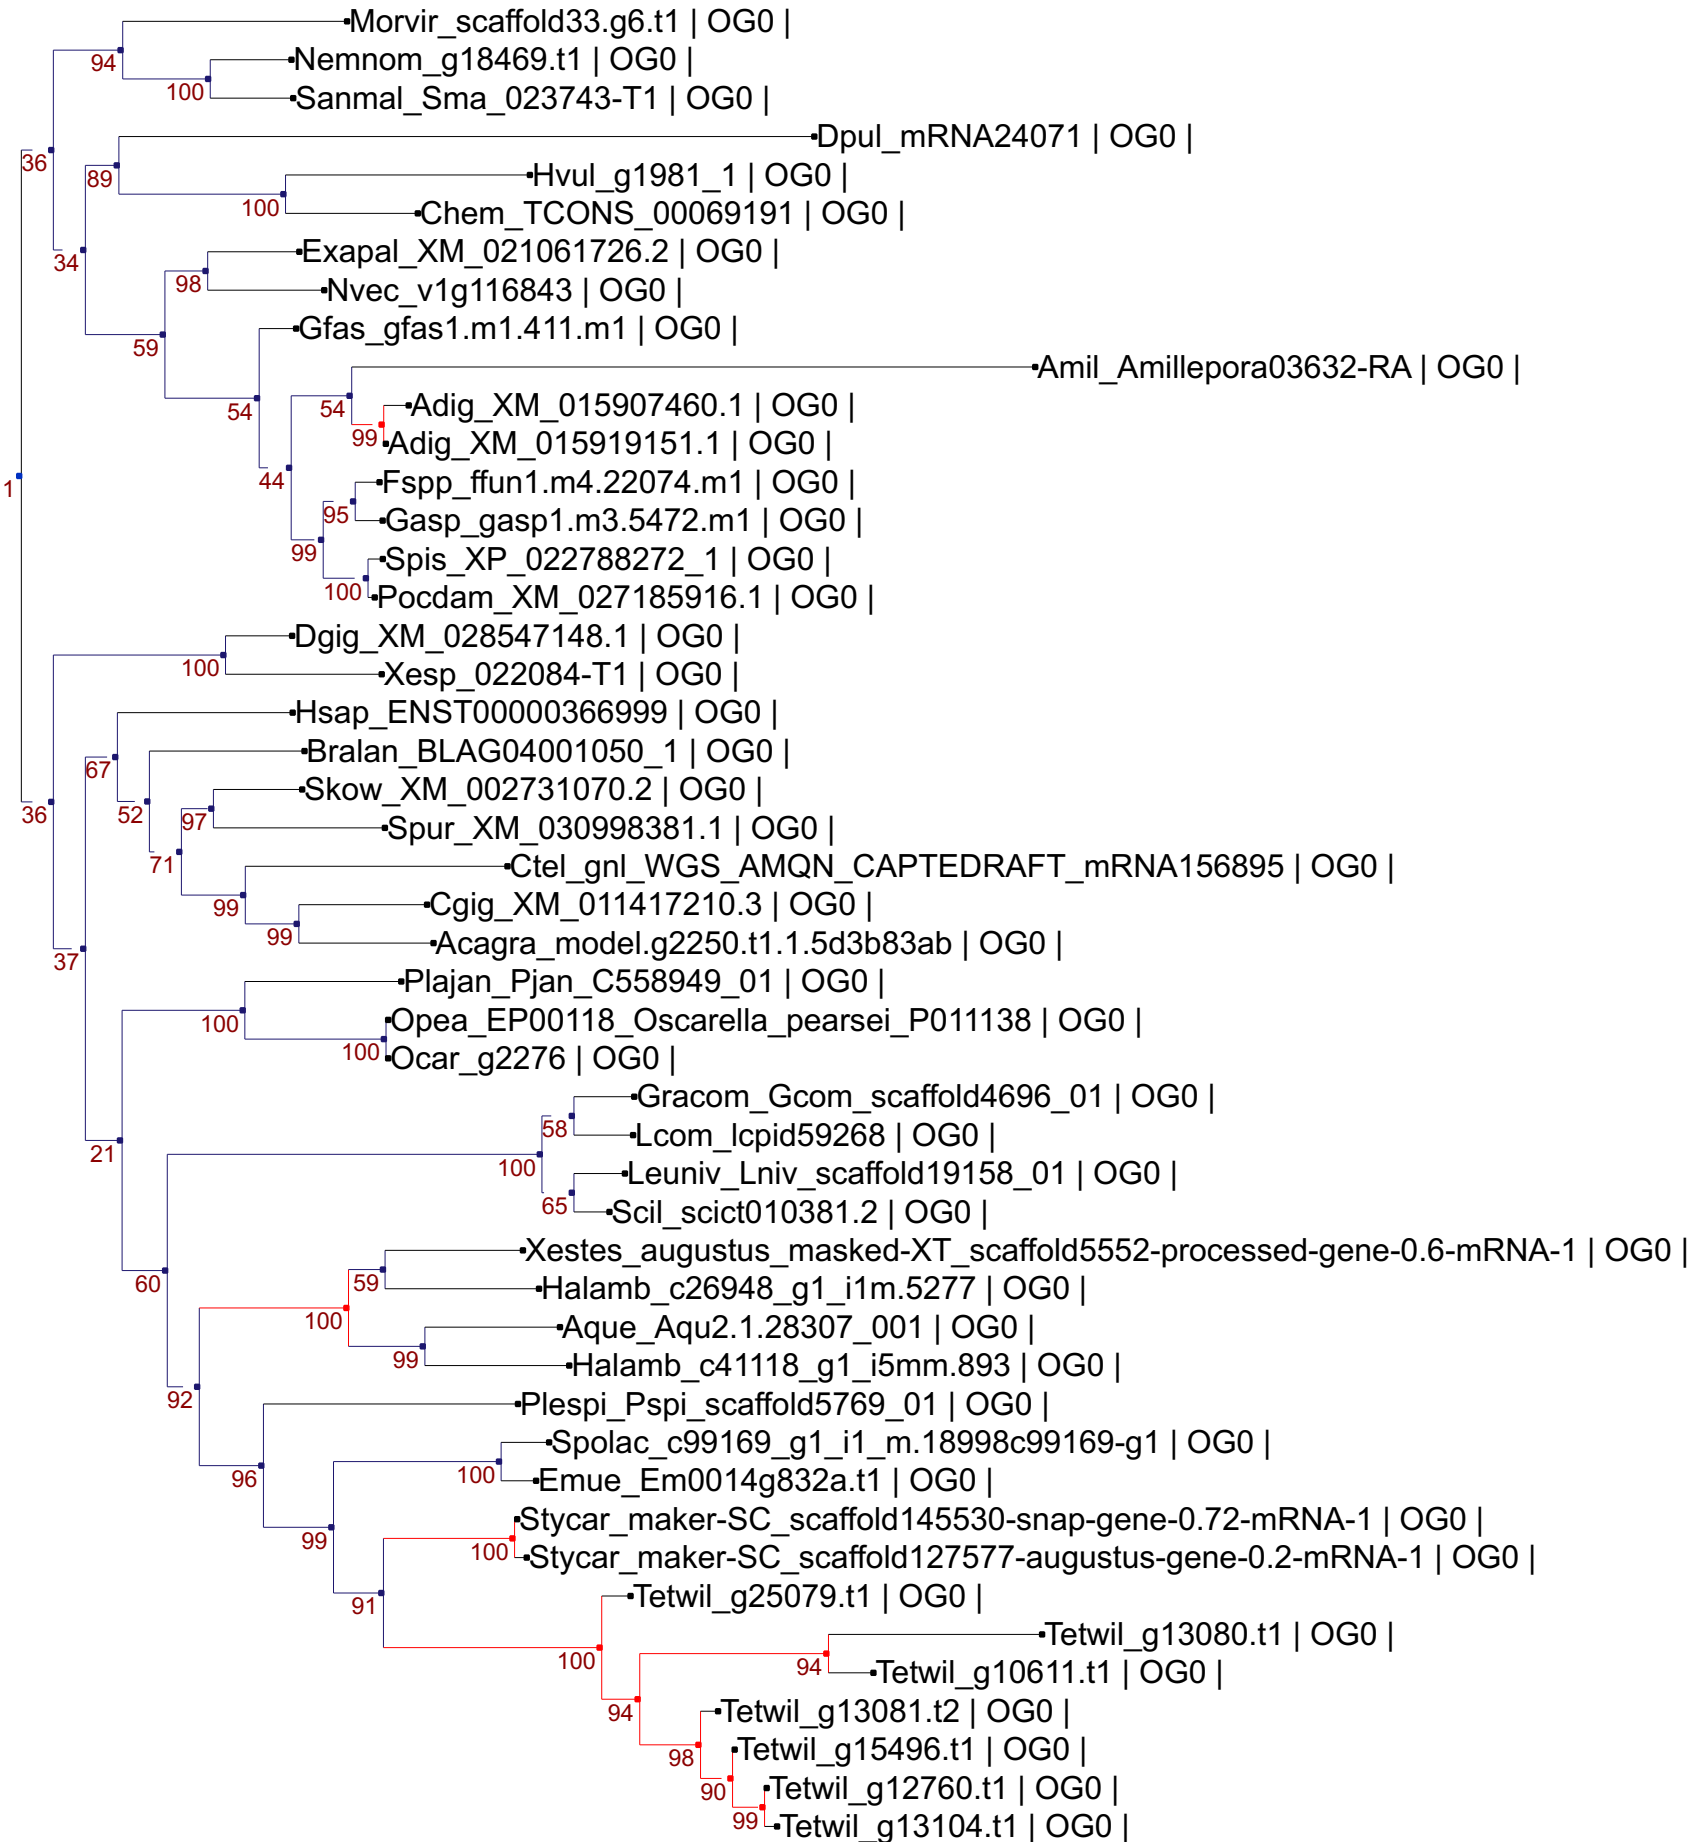 Morvir_scaffold33.g6.t1 | OG0 |
94
Nemnom_g18469.t1 | OG0 |
100
Sanmal_Sma_023743-T1 | OG0 |
Dpul_mRNA24071 | OG0 |
36
89
Hvul_g1981_1 | OG0 |
100
Chem_TCONS_00069191 | OG0 |
Exapal_XM_021061726.2 | OG0 |
34
98
Nvec_v1g116843 | OG0 |
Gfas_gfas1.m1.411.m1 | OG0 |
59
Amil_Amillepora03632-RA | OG0 |
54
54
Adig_XM_015907460.1 | OG0 |
99
Adig_XM_015919151.1 | OG0 |
1
44
Fspp_ffun1.m4.22074.m1 | OG0 |
95
Gasp_gasp1.m3.5472.m1 | OG0 |
99
Spis_XP_022788272_1 | OG0 |
100
Pocdam_XM_027185916.1 | OG0 |
Dgig_XM_028547148.1 | OG0 |
100
Xesp_022084-T1 | OG0 |
Hsap_ENST00000366999 | OG0 |
67
Bralan_BLAG04001050_1 | OG0 |
Skow_XM_002731070.2 | OG0 |
36
52
97
Spur_XM_030998381.1 | OG0 |
71
Ctel_gnl_WGS_AMQN_CAPTEDRAFT_mRNA156895 | OG0 |
99
Cgig_XM_011417210.3 | OG0 |
99
Acagra_model.g2250.t1.1.5d3b83ab | OG0 |
37
Plajan_Pjan_C558949_01 | OG0 |
100
Opea_EP00118_Oscarella_pearsei_P011138 | OG0 |
100
Ocar_g2276 | OG0 |
Gracom_Gcom_scaffold4696_01 | OG0 |
58
Lcom_lcpid59268 | OG0 |
21
100
Leuniv_Lniv_scaffold19158_01 | OG0 |
65
Scil_scict010381.2 | OG0 |
Xestes_augustus_masked-XT_scaffold5552-processed-gene-0.6-mRNA-1 | OG0 |
60
59
Halamb_c26948_g1_i1m.5277 | OG0 |
100
Aque_Aqu2.1.28307_001 | OG0 |
99
Halamb_c41118_g1_i5mm.893 | OG0 |
92
Plespi_Pspi_scaffold5769_01 | OG0 |
Spolac_c99169_g1_i1_m.18998c99169-g1 | OG0 |
96
100
Emue_Em0014g832a.t1 | OG0 |
Stycar_maker-SC_scaffold145530-snap-gene-0.72-mRNA-1 | OG0 |
99
100
Stycar_maker-SC_scaffold127577-augustus-gene-0.2-mRNA-1 | OG0 |
91
Tetwil_g25079.t1 | OG0 |
Tetwil_g13080.t1 | OG0 |
100
94
Tetwil_g10611.t1 | OG0 |
94
Tetwil_g13081.t2 | OG0 |
98
Tetwil_g15496.t1 | OG0 |
90
Tetwil_g12760.t1 | OG0 |
99
Tetwil_g13104.t1 | OG0 |